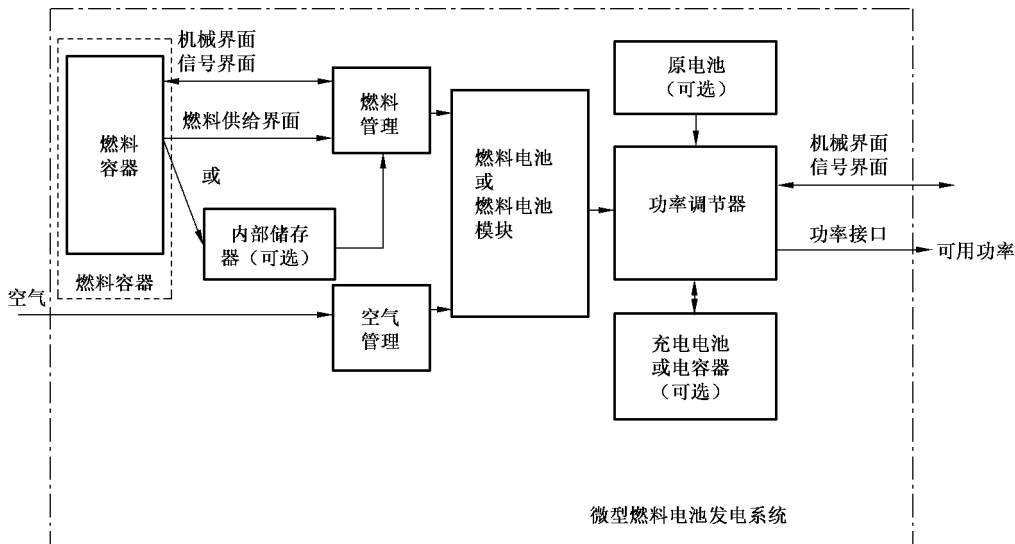 机械界面
信号界面
燃料
容器
燃料容器
燃料供给界面
或
燃料
管理
内部储存
器（可选）
空气
空气
管理
燃料电池
或
燃料电池
模块
原电池
（可选）
功率调节器
充电电池
或电容器
（可选）
机械界面
信号界面
功率接口
可用功率
微型燃料电池发电系统